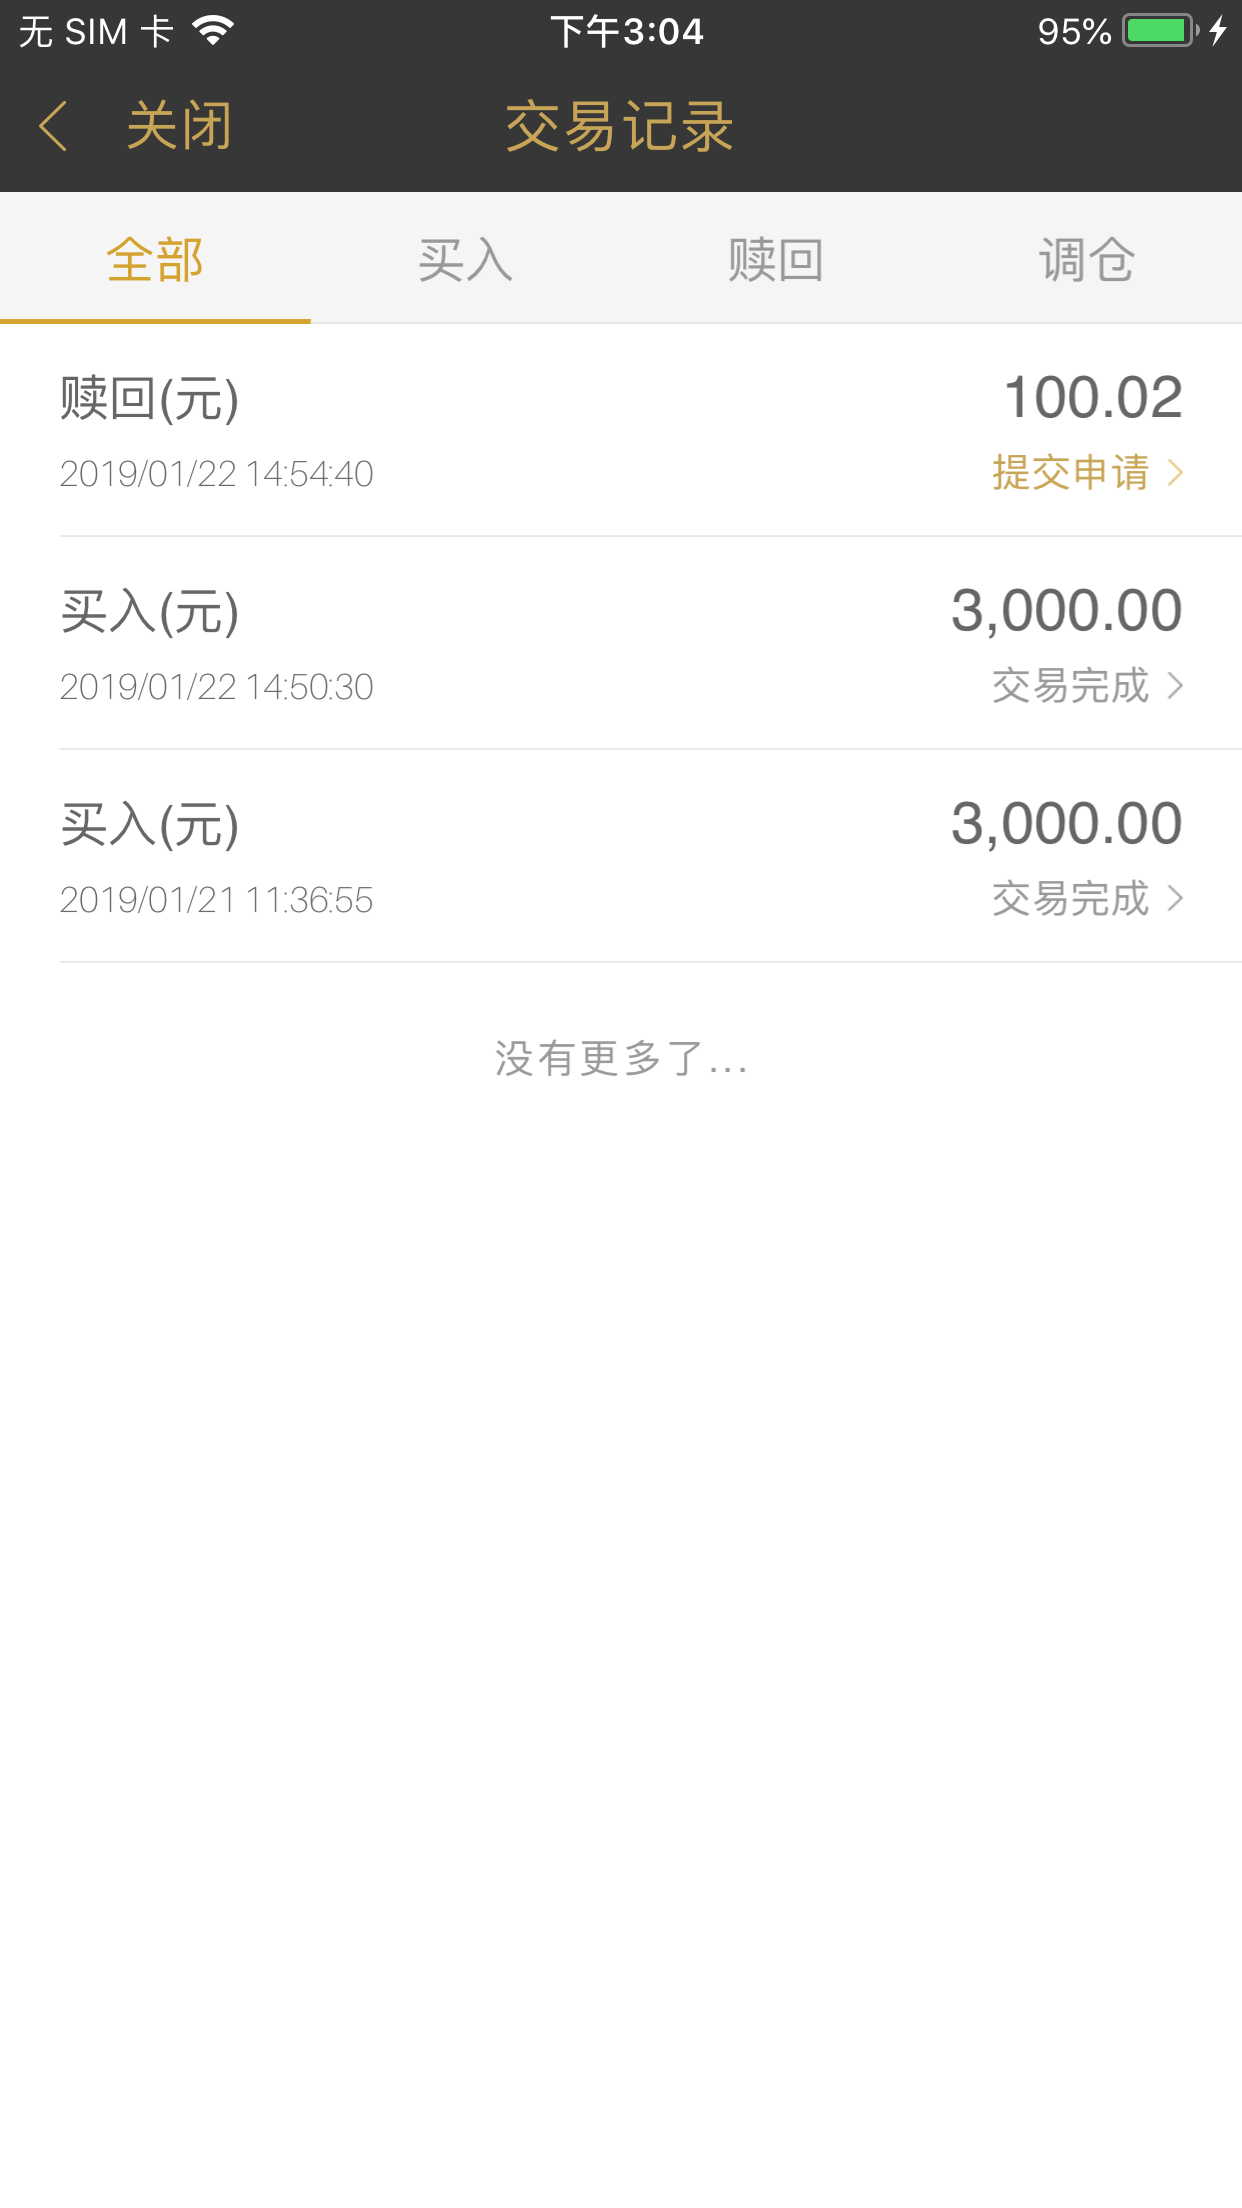 无 SIM 卡 下午3:04 95%
关闭 交易记录
全部 买入 赎回 调仓
赎回(元) 100.02
2019/01/22 14:54:40 提交申请
买入(元) 3,000.00
2019/01/22 14:50:30 交易完成
买入(元) 3,000.00
2019/01/21 11:36:55 交易完成
没有更多了...